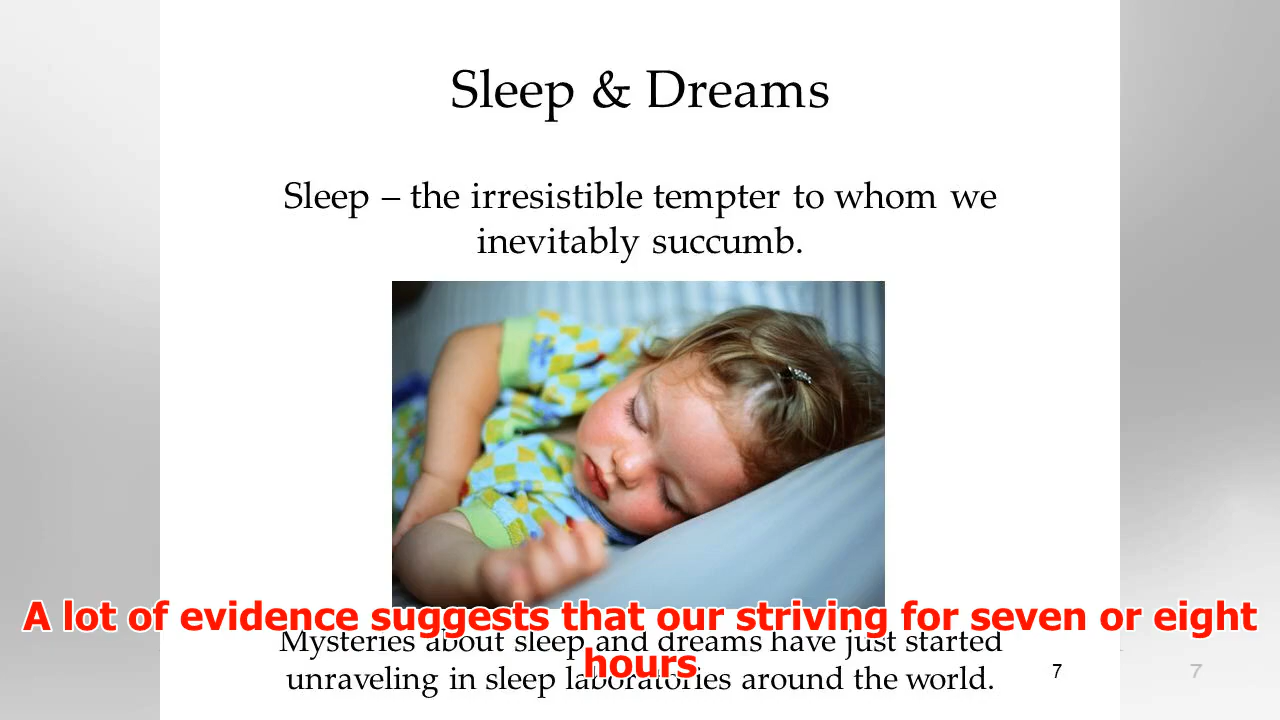 Sleep & Dreams
Sleep – the irresistible tempter to whom we
inevitably succumb.
A lot of evidence suggests that our striving for seven or eight
hours
Mysteries about sleep and dreams have just started
unraveling in sleep laboratories around the world.
7
7